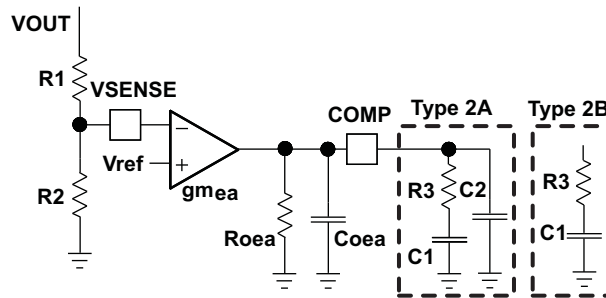 VOUT
R1
VSENSE
COMP
Type 2A
Type 2B
Vref
R2
gmea
R3
C2
R3
Roea
Coea
C1
C1